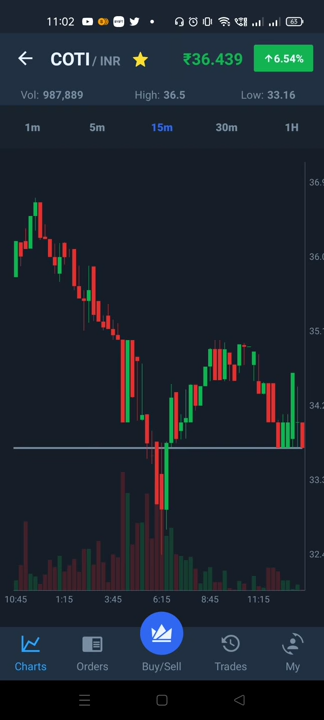 11:02
63
COTI / INR
₹36.439
↑6.54%
Vol: 987,889 High: 36.5 Low: 33.16
1m 5m 15m 30m 1H
36.9
36.0
35.1
34.2
33.3
32.4
10:45 1:15 3:45 6:15 8:45 11:15
Charts Orders Buy/Sell Trades My